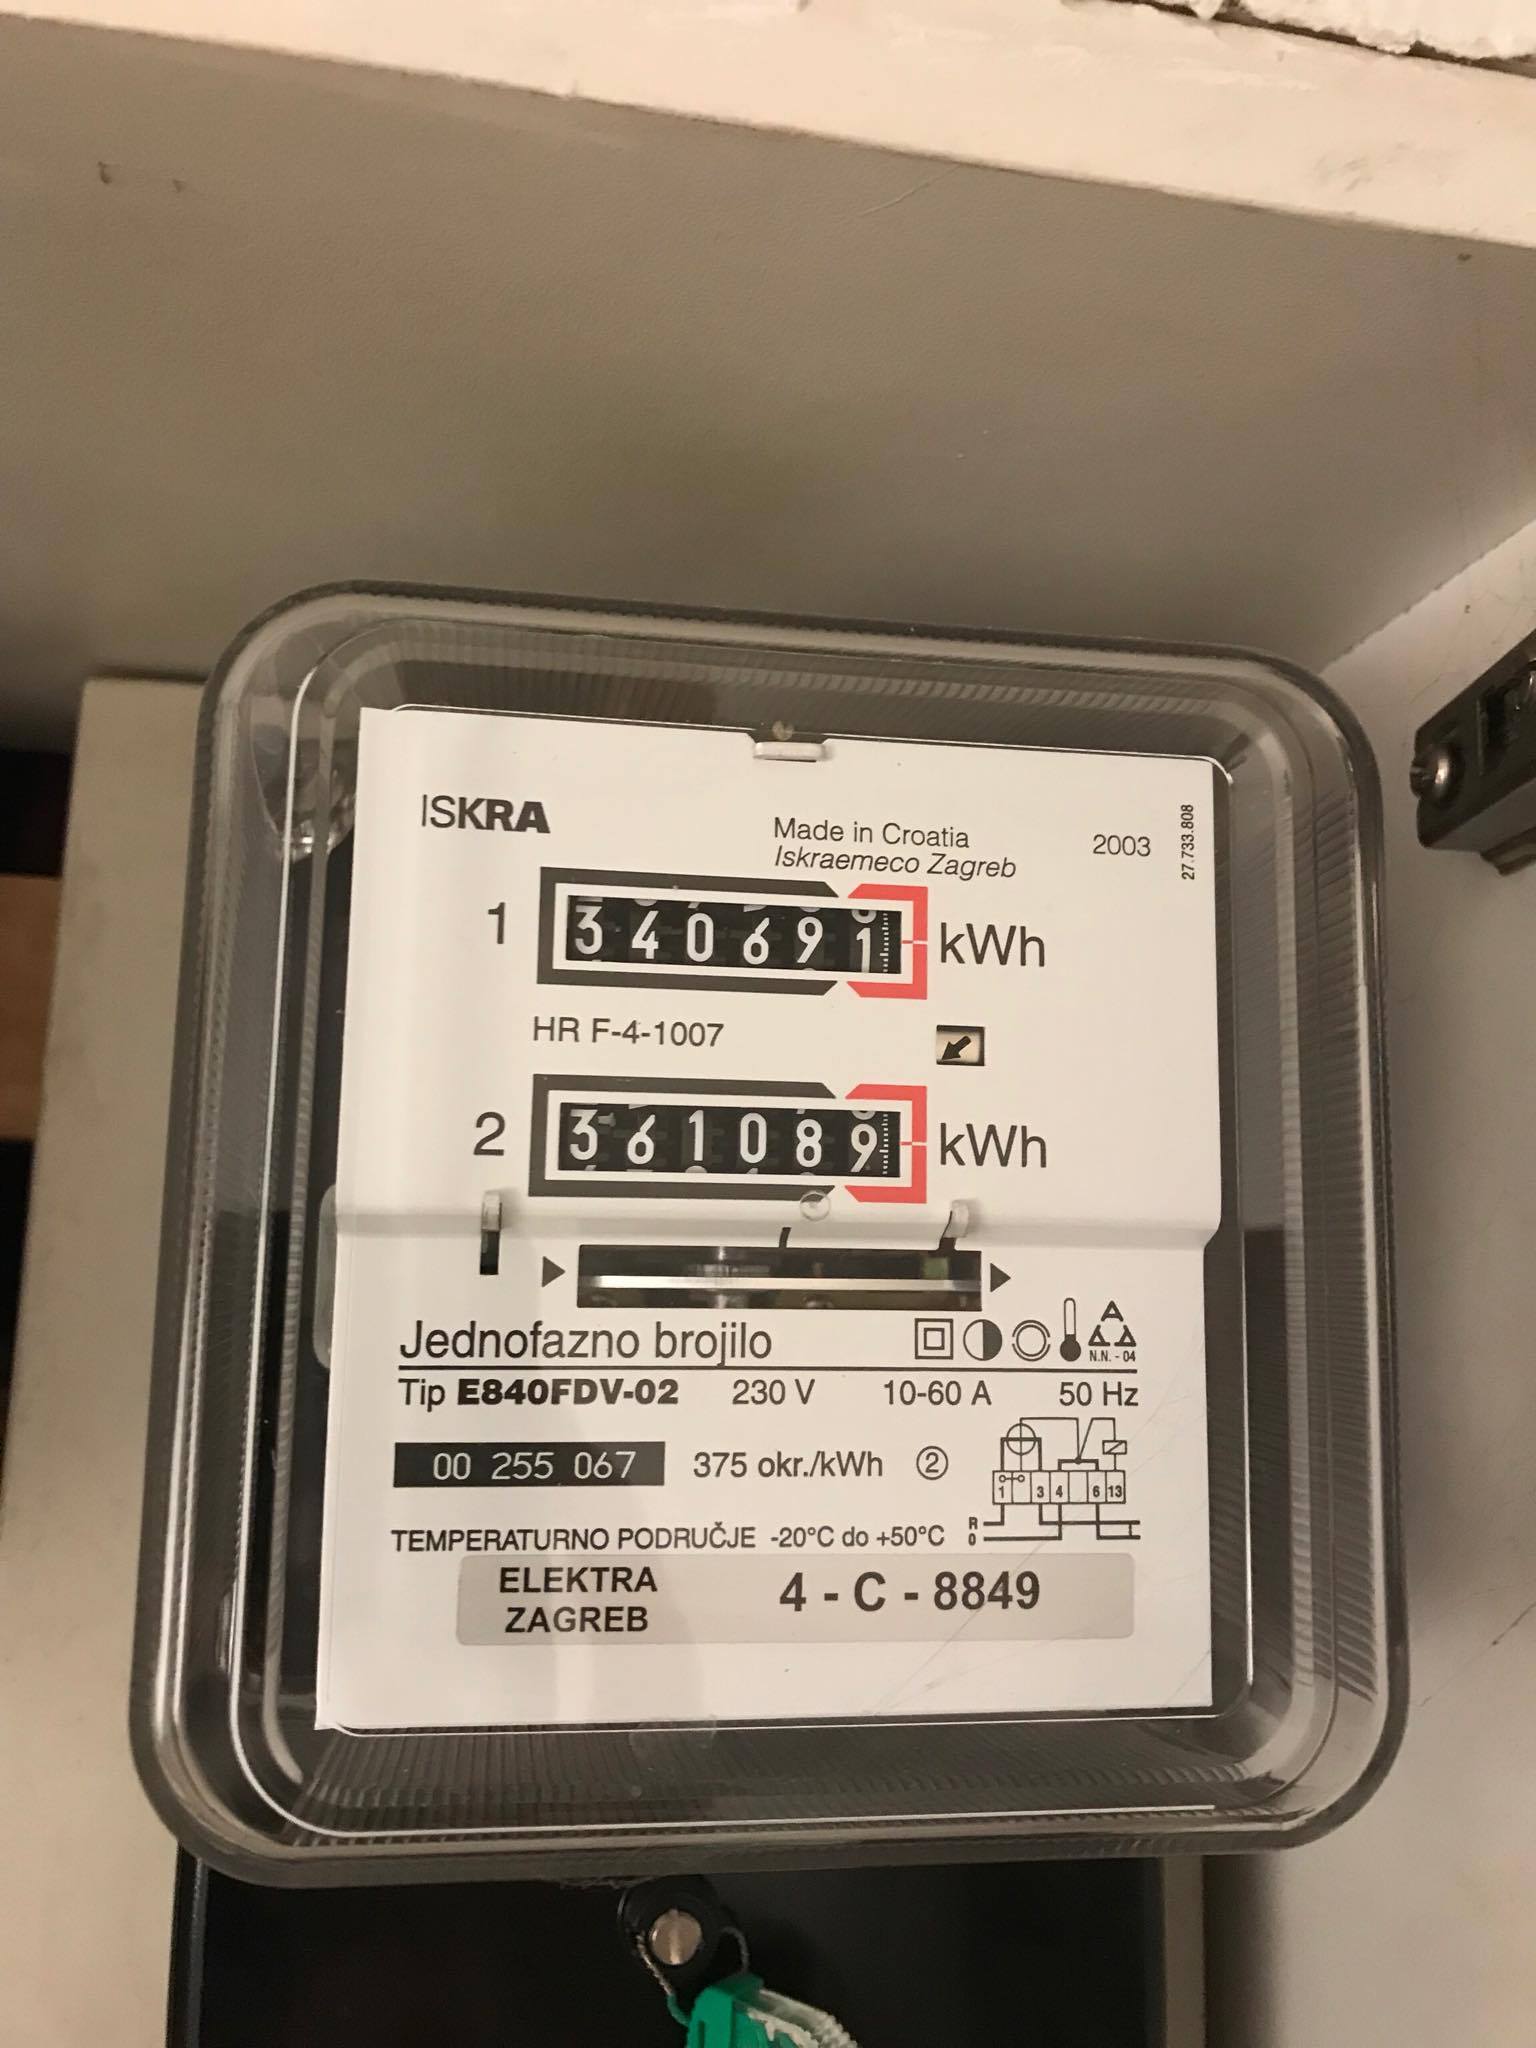 ISKRA
Made in Croatia
Iskraemeco Zagreb
2003
27.733.808
1 340691 kWh
HR F-4-1007
2 361089 kWh
Jednofazno brojilo
N.N. - 04
Tip E840FDV-02 230 V 10-60 A 50 Hz
00 255 067 375 okr./kWh 2
1 3 4 6 13
R
0
TEMPERATURNO PODRUČJE -20°C do +50°C
ELEKTRA
ZAGREB
4 - C - 8849